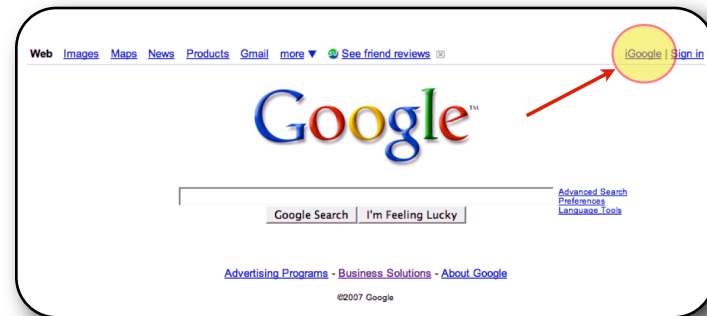 Web Images Maps News Products Gmail more ▼ See friend reviews iGoogle | Sign in
Google™
Advanced Search
Preferences
Language Tools
Google Search I'm Feeling Lucky
Advertising Programs - Business Solutions - About Google
©2007 Google